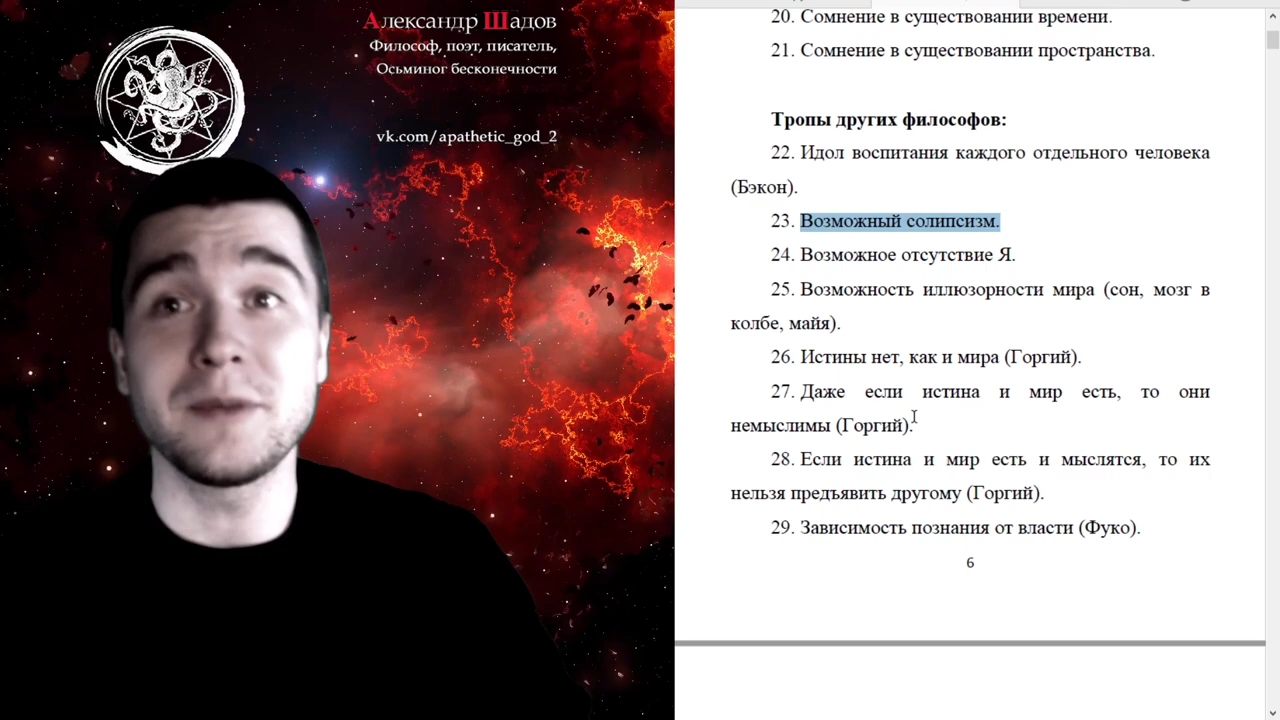 Александр Шадов
Философ, поэт, писатель,
Осьминог бесконечности
vk.com/apathetic_god_2
20. Сомнение в существовании времени.
21. Сомнение в существовании пространства.
Тропы других философов:
22. Идол воспитания каждого отдельного человека
(Бэкон).
23. Возможный солипсизм.
24. Возможное отсутствие Я.
25. Возможность иллюзорности мира (сон, мозг в
колбе, майя).
26. Истины нет, как и мира (Горгий).
27. Даже если истина и мир есть, то они
немыслимы (Горгий).
28. Если истина и мир есть и мыслятся, то их
нельзя предъявить другому (Горгий).
29. Зависимость познания от власти (Фуко).
6